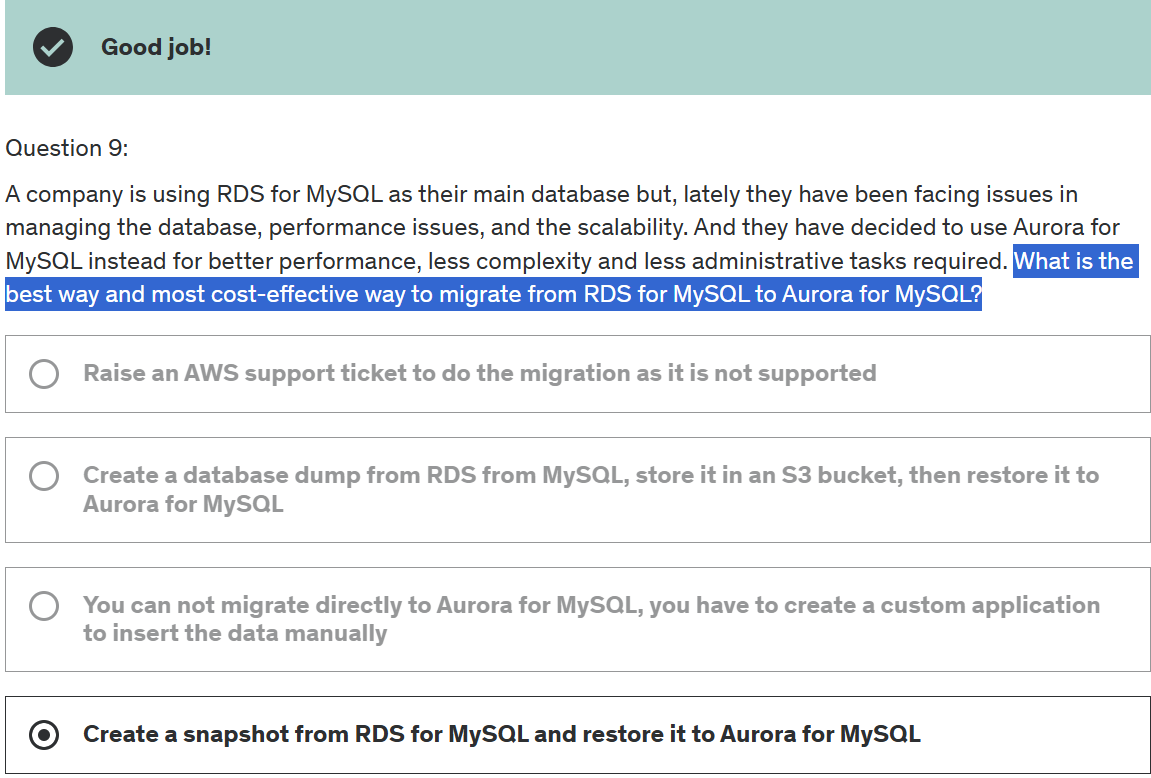 Good job!
Question 9:
A company is using RDS for MySQL as their main database but, lately they have been facing issues in
managing the database, performance issues, and the scalability. And they have decided to use Aurora for
MySQL instead for better performance, less complexity and less administrative tasks required. What is the
best way and most cost-effective way to migrate from RDS for MySQL to Aurora for MySQL?
Raise an AWS support ticket to do the migration as it is not supported
Create a database dump from RDS from MySQL, store it in an S3 bucket, then restore it to
Aurora for MySQL
You can not migrate directly to Aurora for MySQL, you have to create a custom application
to insert the data manually
Create a snapshot from RDS for MySQL and restore it to Aurora for MySQL